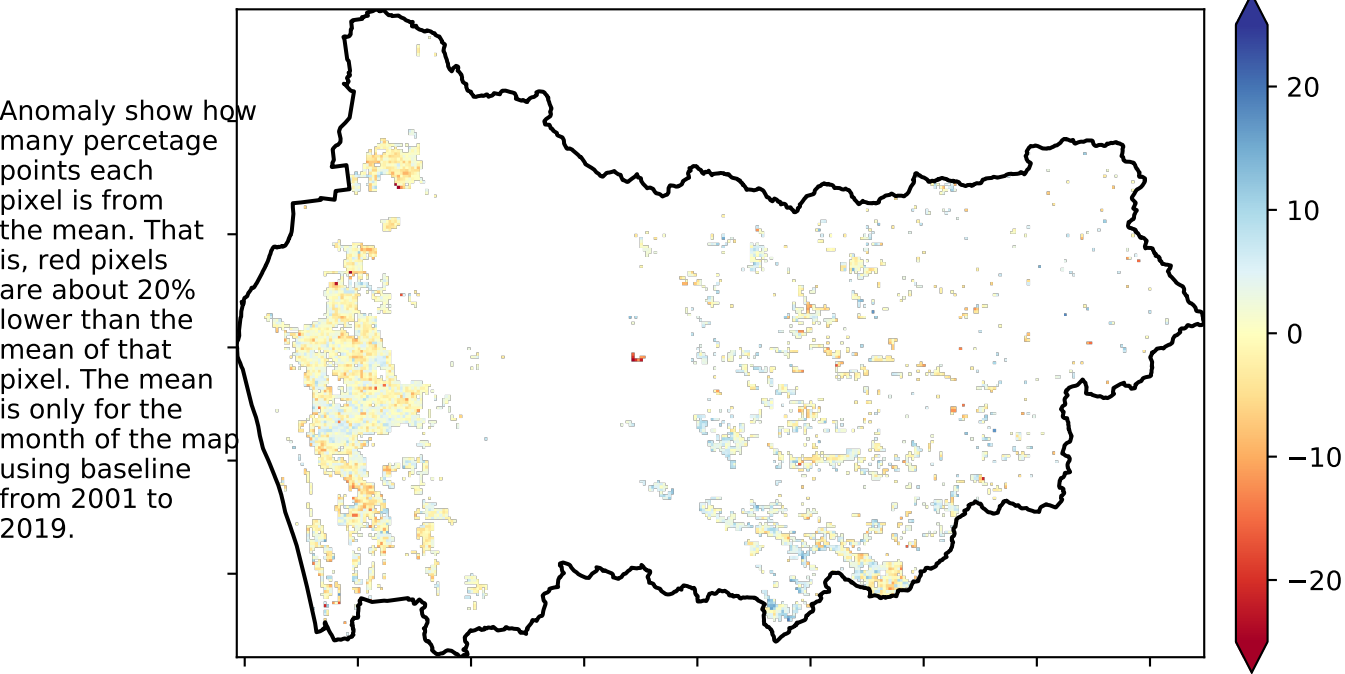 Anomaly show how
many percetage
points each
pixel is from
the mean. That
is, red pixels
are about 20%
lower than the
mean of that
pixel. The mean
is only for the
month of the map
using baseline
from 2001 to
2019.
20
10
0
−10
−20